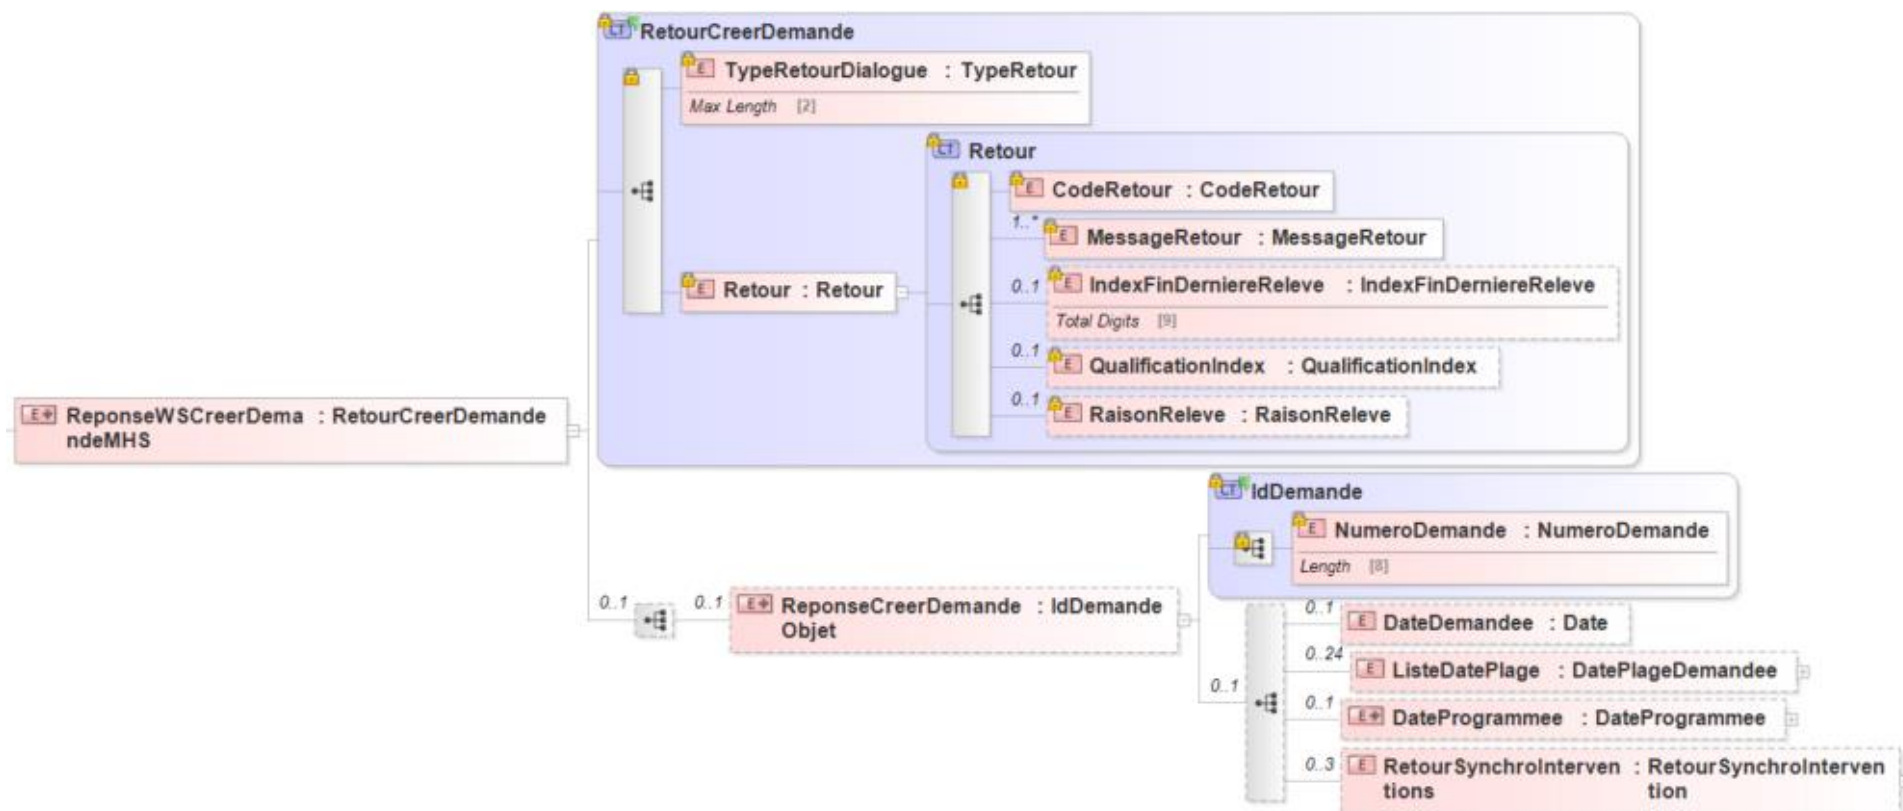 CT RetourCreerDemande
E TypeRetourDialogue : TypeRetour
Max Length [2]
CT Retour
E CodeRetour : CodeRetour
1..*
E MessageRetour : MessageRetour
0..1 E IndexFinDerniereReleve : IndexFinDerniereReleve
Total Digits [9]
E Retour : Retour
0..1
E QualificationIndex : QualificationIndex
0..1
E RaisonReleve : RaisonReleve
E ReponseWSCreerDema : RetourCreerDemande
ndeMHS
CT IdDemande
E NumeroDemande : NumeroDemande
Length [8]
0..1 0..1 E ReponseCreerDemande : IdDemande
Objet
0..1
E DateDemandee : Date
0..24
E ListeDatePlage : DatePlageDemandee
0..1
0..1
E DateProgrammee : DateProgrammee
0..3 E RetourSynchroInterven : RetourSynchroInterven
tions tion